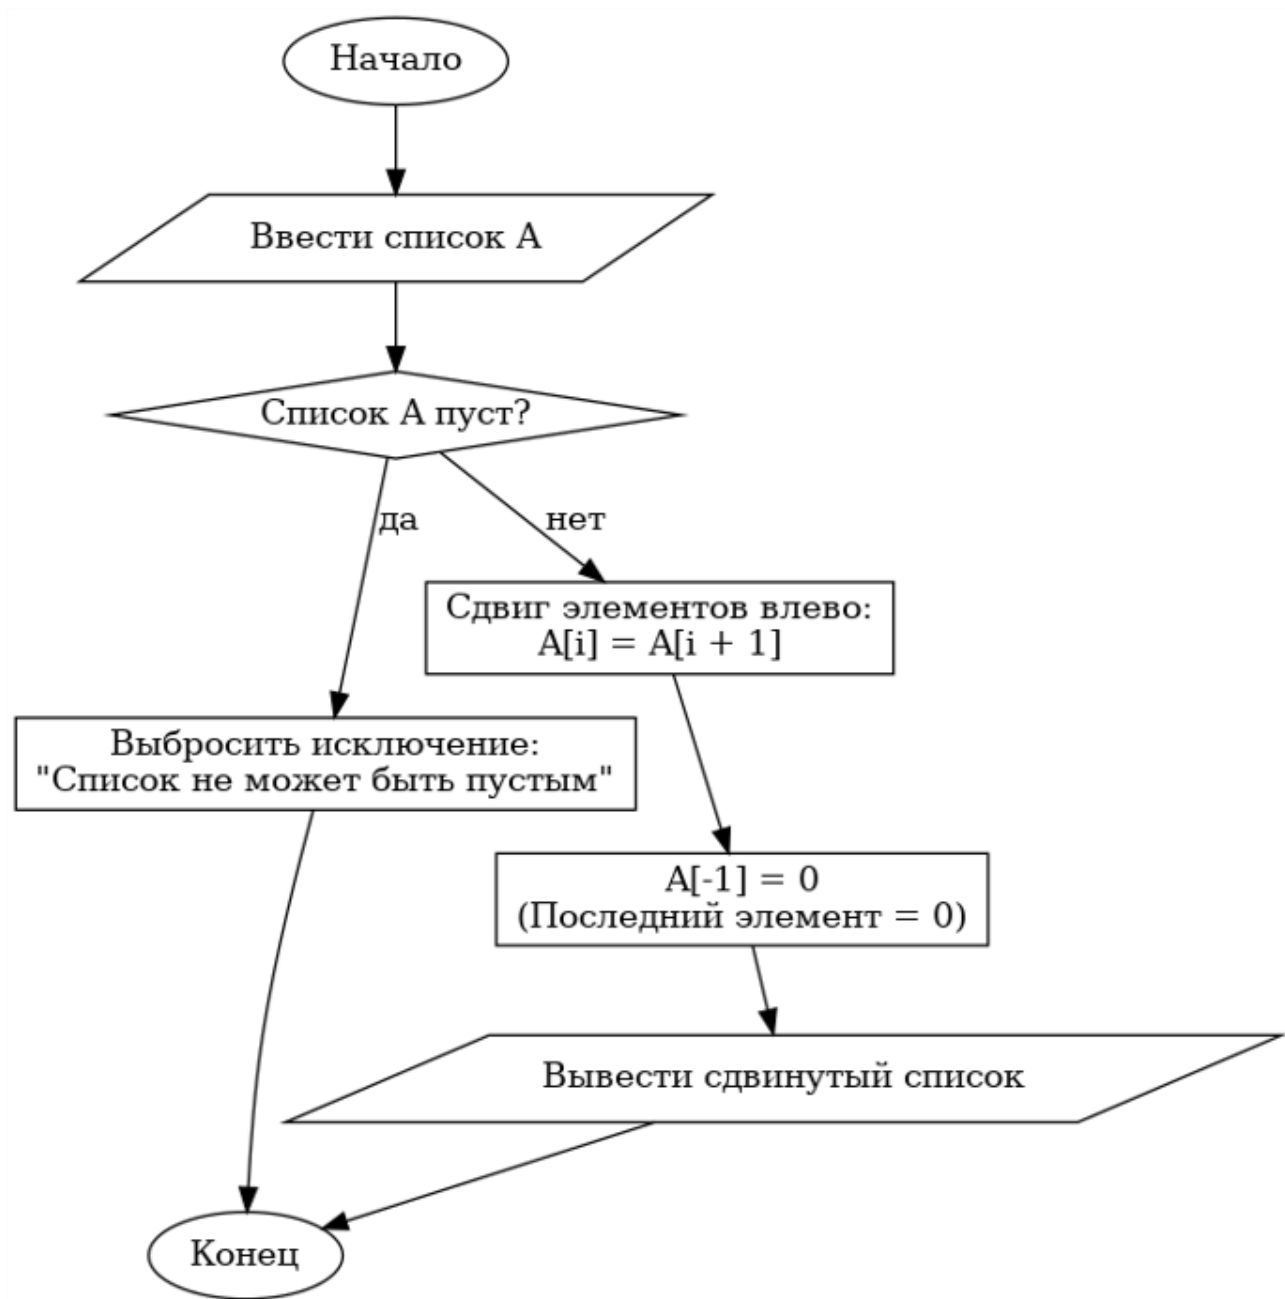 Начало
Ввести список A
Список A пуст?
да
нет
Сдвиг элементов влево:
A[i] = A[i + 1]
Выбросить исключение:
"Список не может быть пустым"
A[-1] = 0
(Последний элемент = 0)
Вывести сдвинутый список
Конец